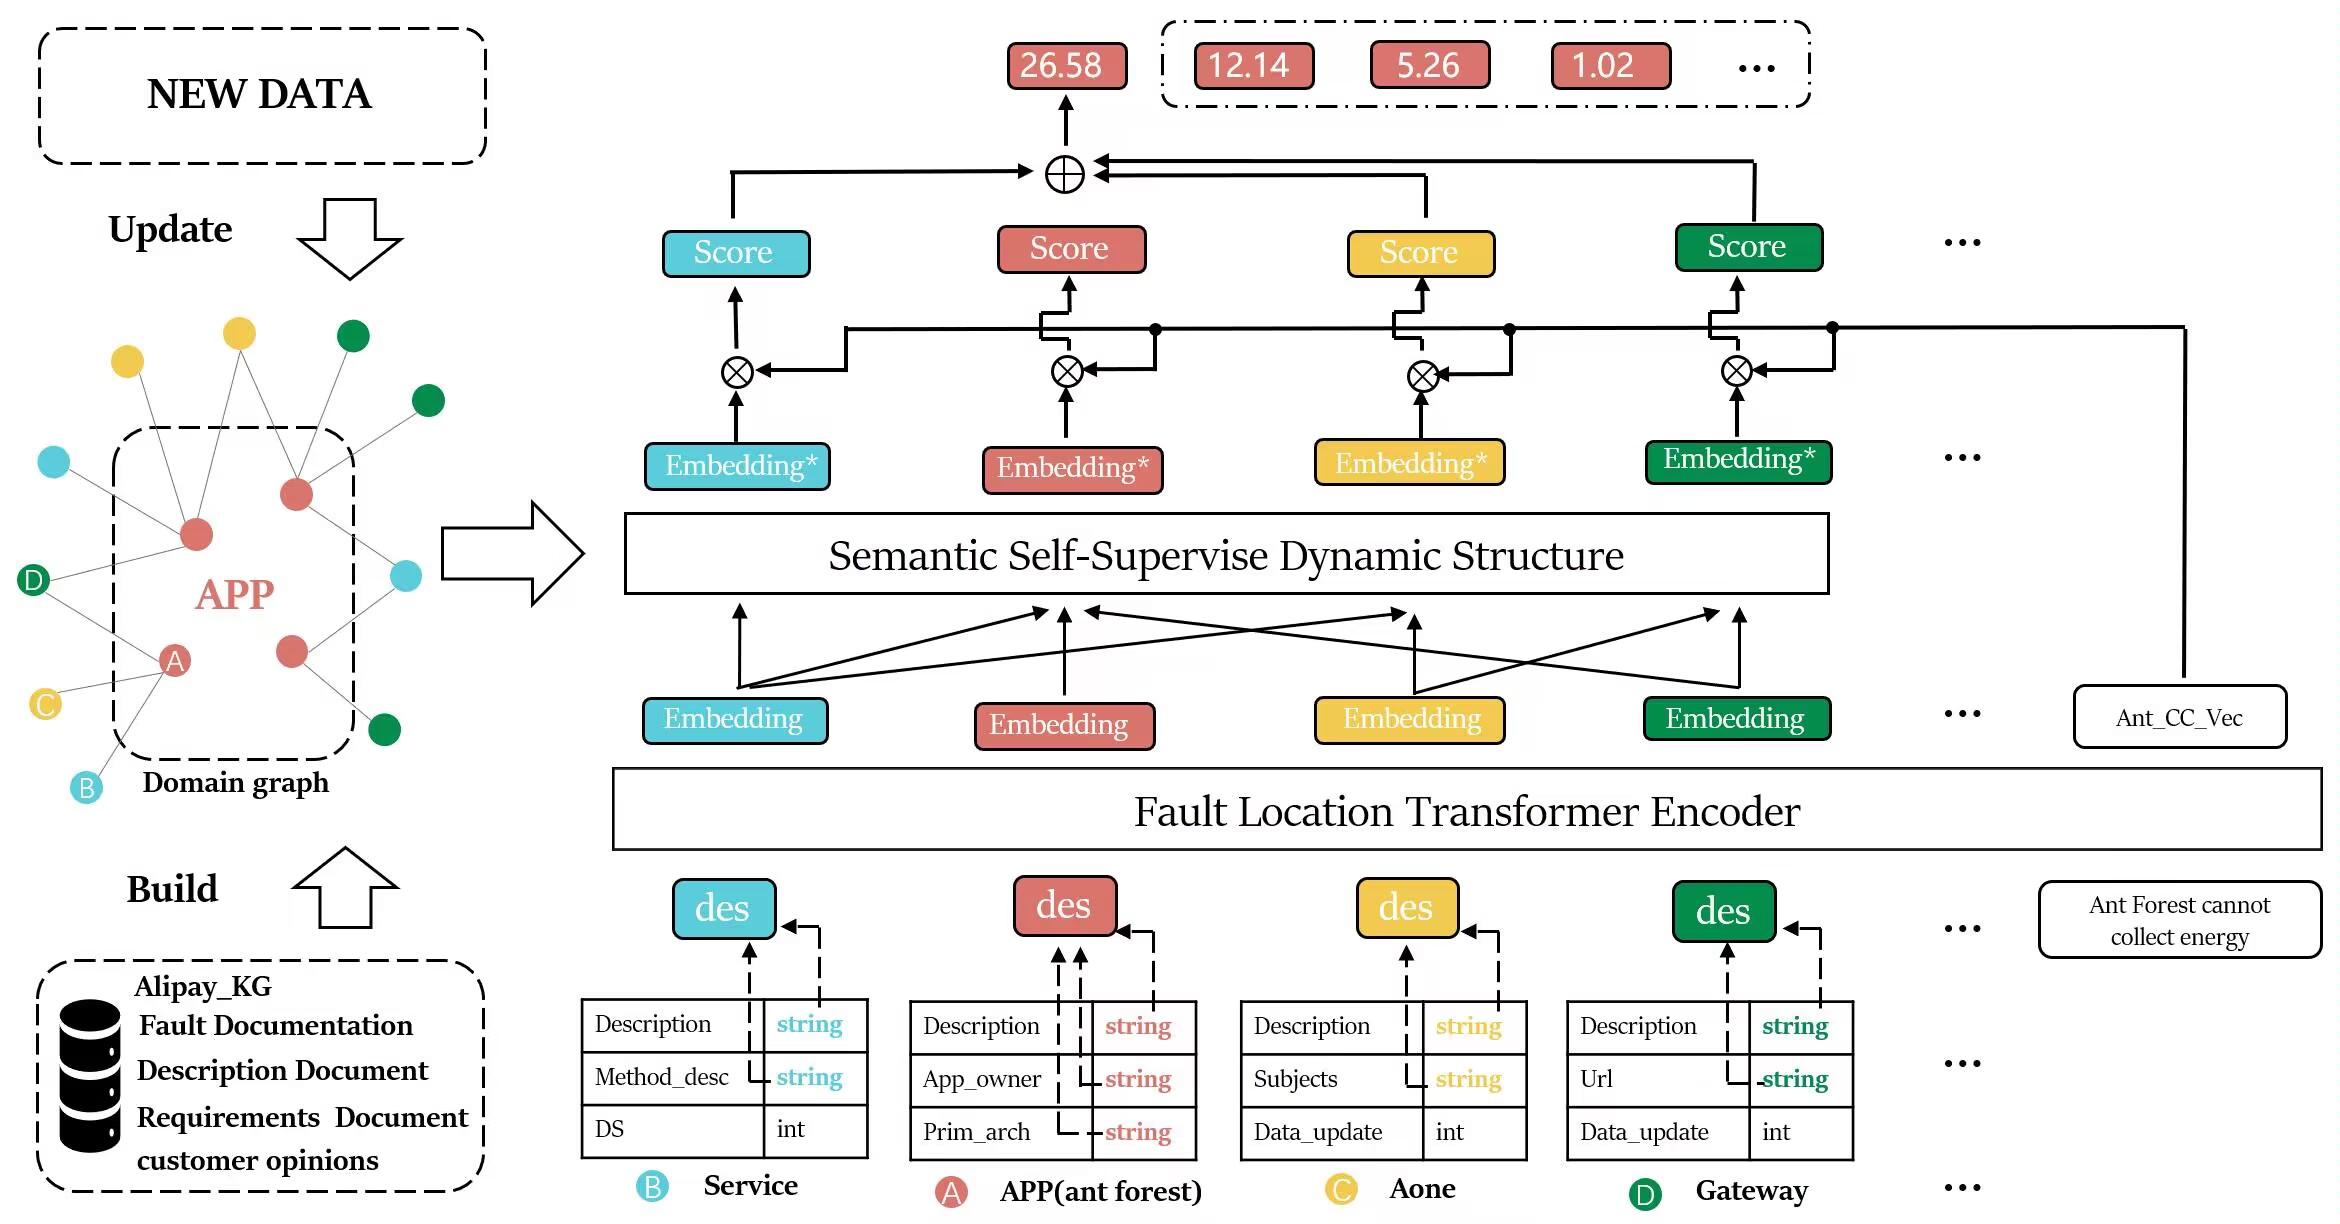 NEW DATA
Update
APP
D
A
C
B
Domain graph
Build
Alipay_KG
Fault Documentation
Description Document
Requirements Document
customer opinions
26.58 12.14 5.26 1.02 ...
Score Score Score Score ...
Embedding* Embedding* Embedding* Embedding* ...
Semantic Self-Supervise Dynamic Structure
Embedding Embedding Embedding Embedding ... Ant_CC_Vec
Fault Location Transformer Encoder
des des des des ...
Ant Forest cannot
collect energy
Description string
Method_desc string
DS int
B Service
Description string
App_owner string
Prim_arch string
A APP(ant forest)
Description string
Subjects string
Data_update int
C Aone
Description string
Url string
Data_update int
D Gateway
...
...